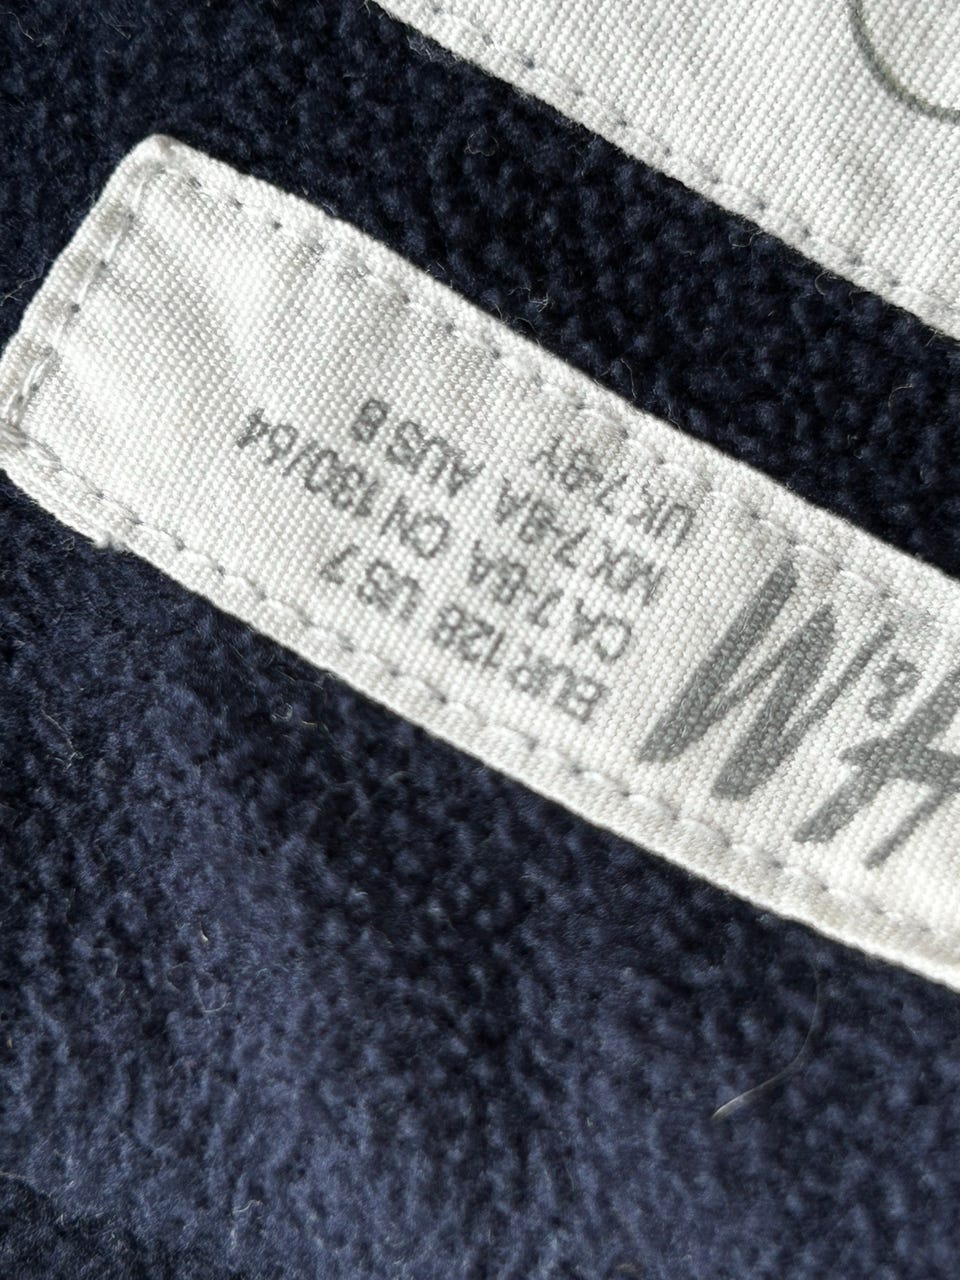 H&M
EUR 128 US 7
CA 7-8A CN 130/64
MX 7-8A AUS 8
UK 7-8Y